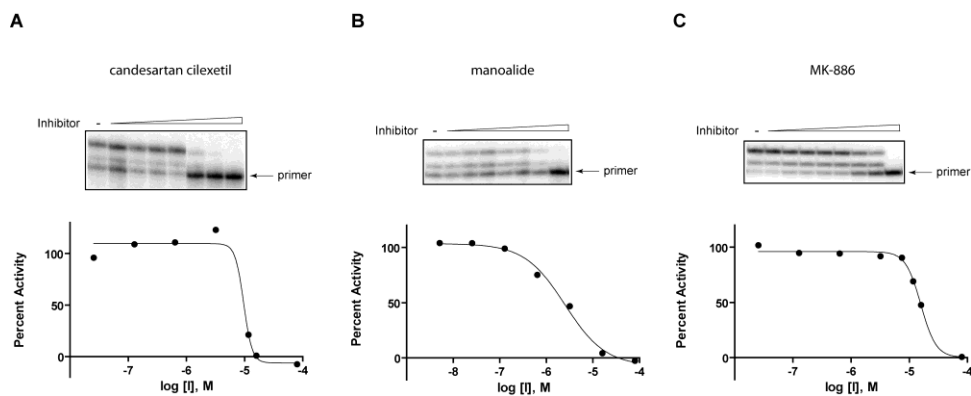 A
B
C
candesartan cilexetil
manoalide
MK-886
Inhibitor -
Inhibitor -
Inhibitor -
primer
primer
primer
Percent Activity
100
50
0
-7
-6
-5
-4
log [I], M
Percent Activity
100
50
0
-8
-7
-6
-5
-4
log [I], M
Percent Activity
100
50
0
-7
-6
-5
-4
log [I], M